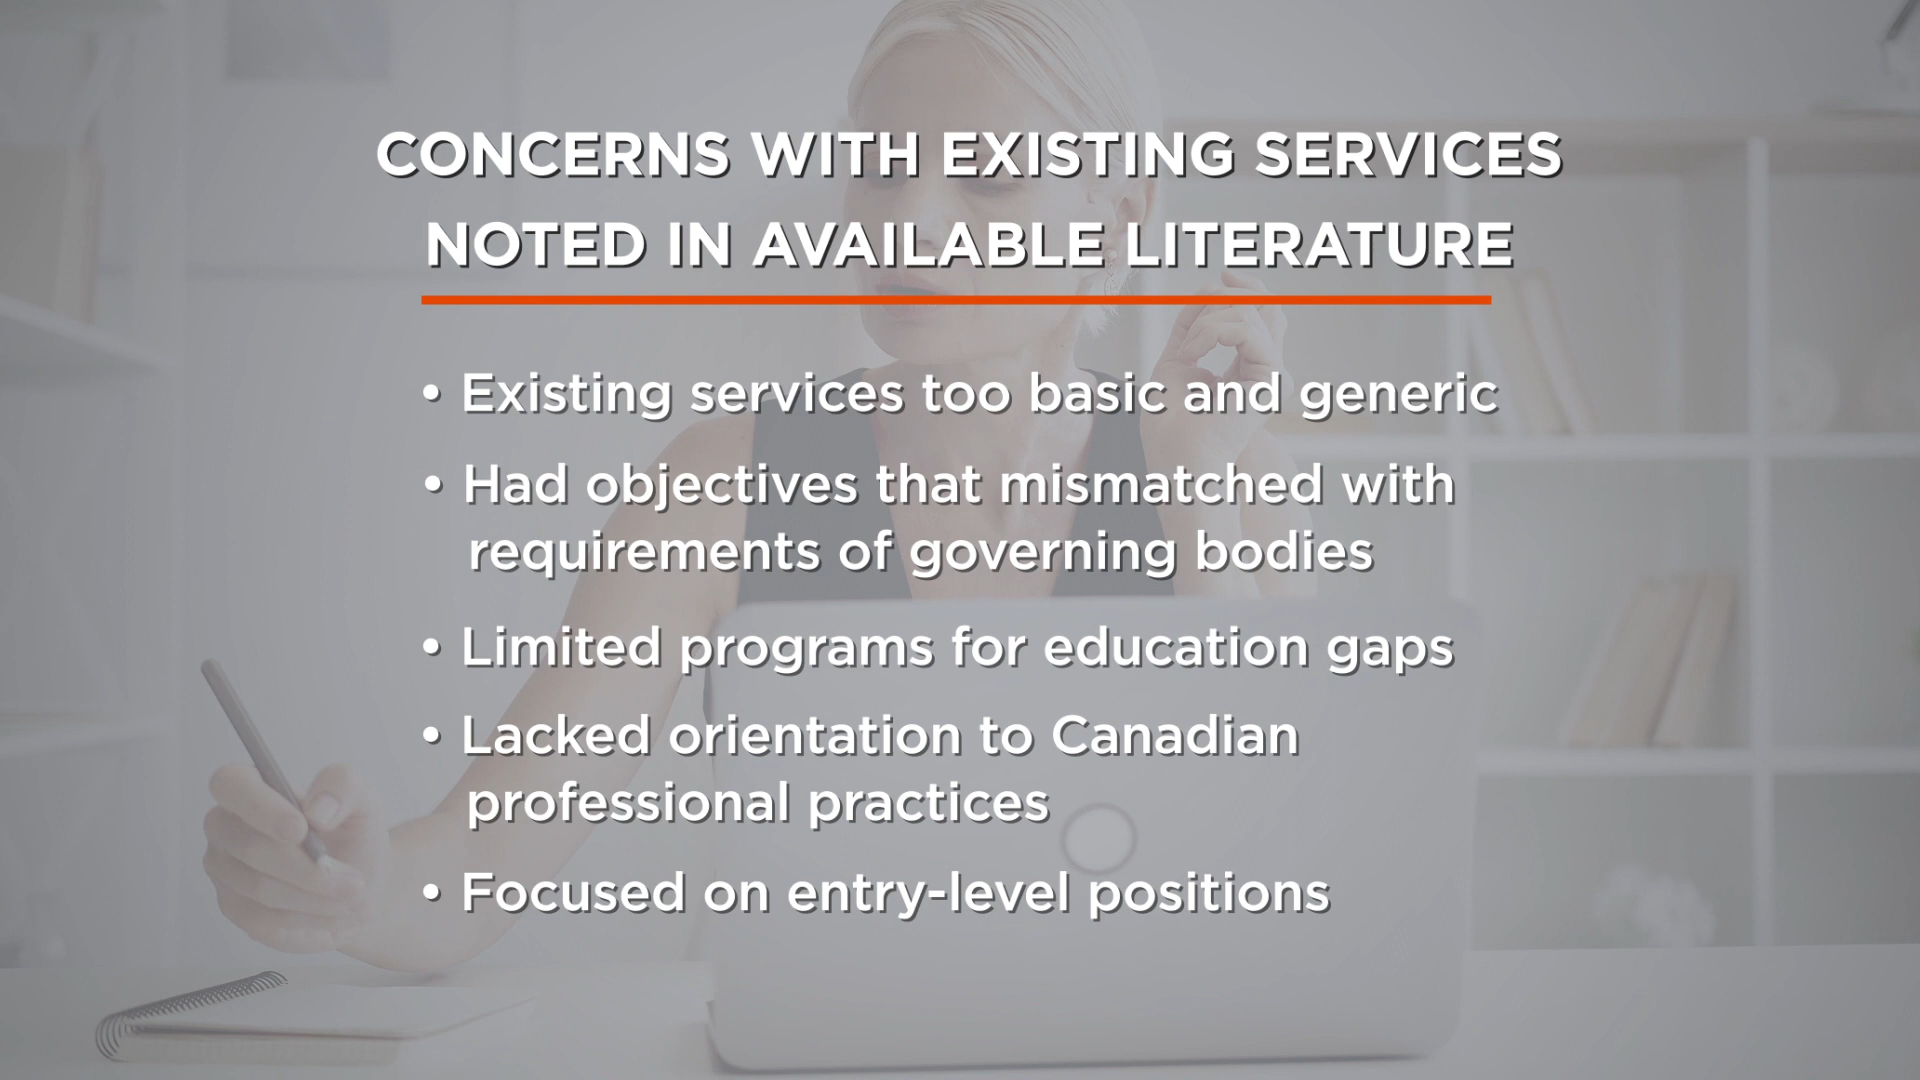 CONCERNS WITH EXISTING SERVICES
NOTED IN AVAILABLE LITERATURE
• Existing services too basic and generic
• Had objectives that mismatched with
requirements of governing bodies
• Limited programs for education gaps
• Lacked orientation to Canadian
professional practices
• Focused on entry-level positions